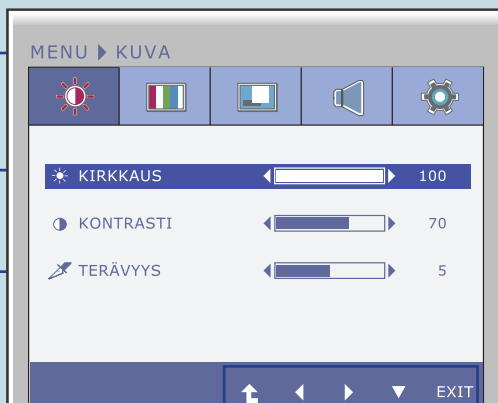 MENU KUVA
KIRKKAUS 100
KONTRASTI 70
TERÄVYYS 5
EXIT